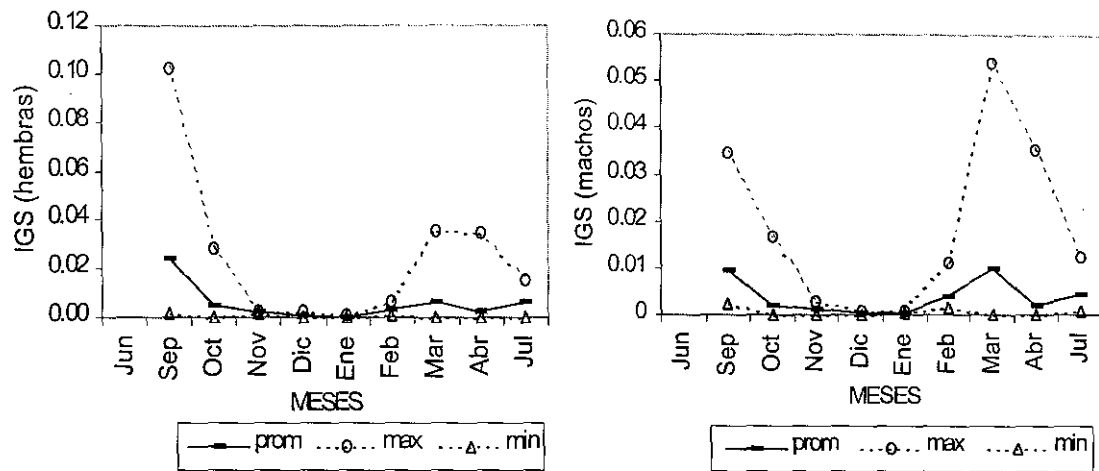 0.12
0.10
0.08
0.06
0.04
0.02
0.00
IGS (hembras)
Jun Sep Oct Nov Dic Ene Feb Mar Abr Jul
MESES
prom max min
0.06
0.05
0.04
0.03
0.02
0.01
0
IGS (machos)
Jun Sep Oct Nov Dic Ene Feb Mar Abr Jul
MESES
prom max min